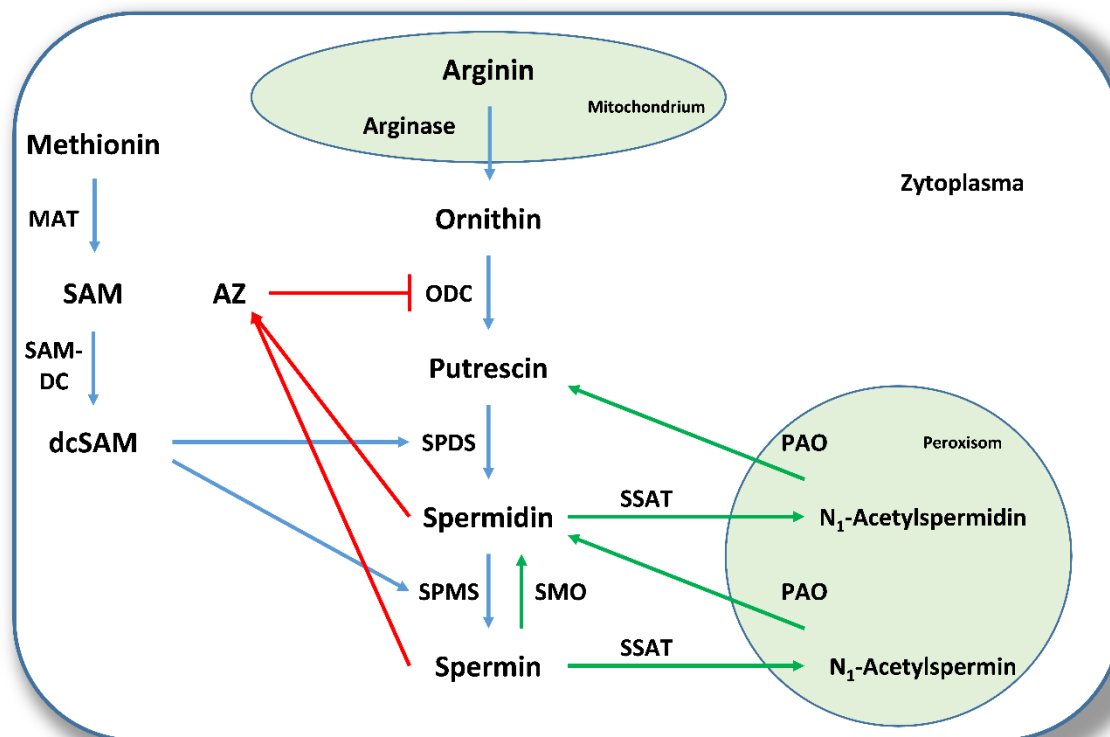 Arginin
Mitochondrium
Arginase
Methionin
Zytoplasma
MAT
Ornithin
SAM
AZ
ODC
SAM-
DC
Putrescin
dcSAM
SPDS
PAO
Peroxisom
Spermidin
SSAT
N₁-Acetylspermidin
SPMS
SMO
PAO
Spermin
SSAT
N₁-Acetylspermin